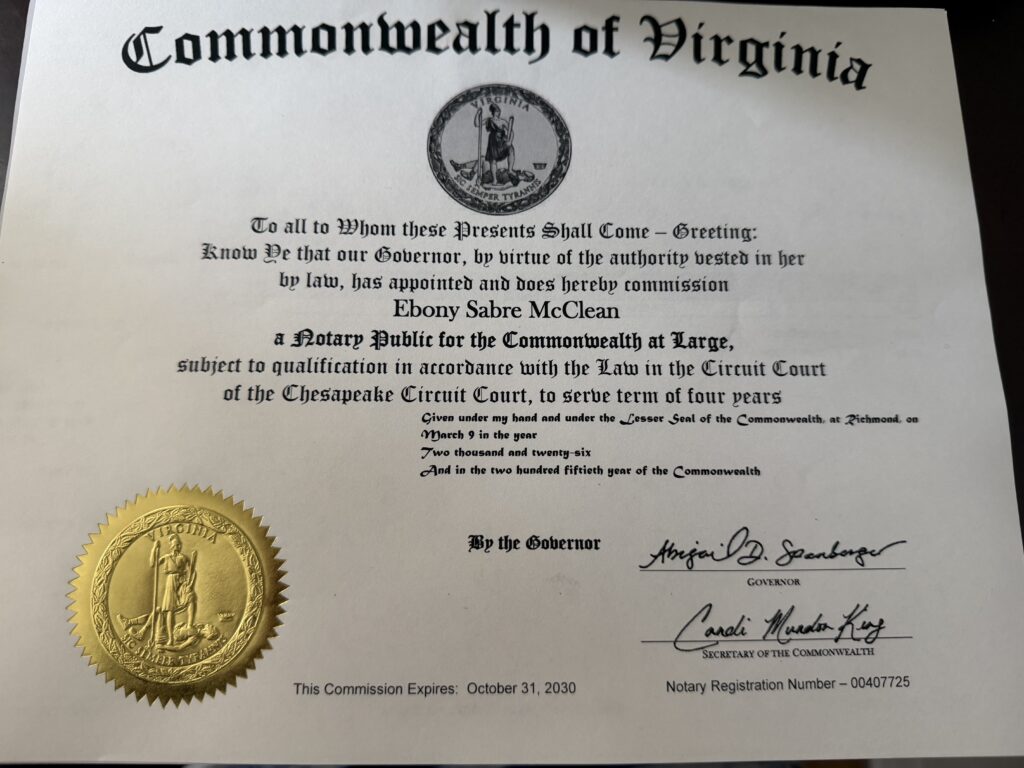 Commonwealth of Virginia
VIRGINIA
SIC SEMPER TYRANNIS
To all to Whom these Presents Shall Come – Greeting:
Know Ye that our Governor, by virtue of the authority vested in her
by law, has appointed and does hereby commission
Ebony Sabre McClean
a Notary Public for the Commonwealth at Large,
subject to qualification in accordance with the Law in the Circuit Court
of the Chesapeake Circuit Court, to serve term of four years
Given under my hand and under the Lesser Seal of the Commonwealth, at Richmond, on
March 9 in the year
Two thousand and twenty-six
And in the two hundred fiftieth year of the Commonwealth
By the Governor
Abigail D. Spanberger
GOVERNOR
Candi Mundon King
SECRETARY OF THE COMMONWEALTH
VIRGINIA
SIC SEMPER TYRANNIS
This Commission Expires: October 31, 2030
Notary Registration Number – 00407725